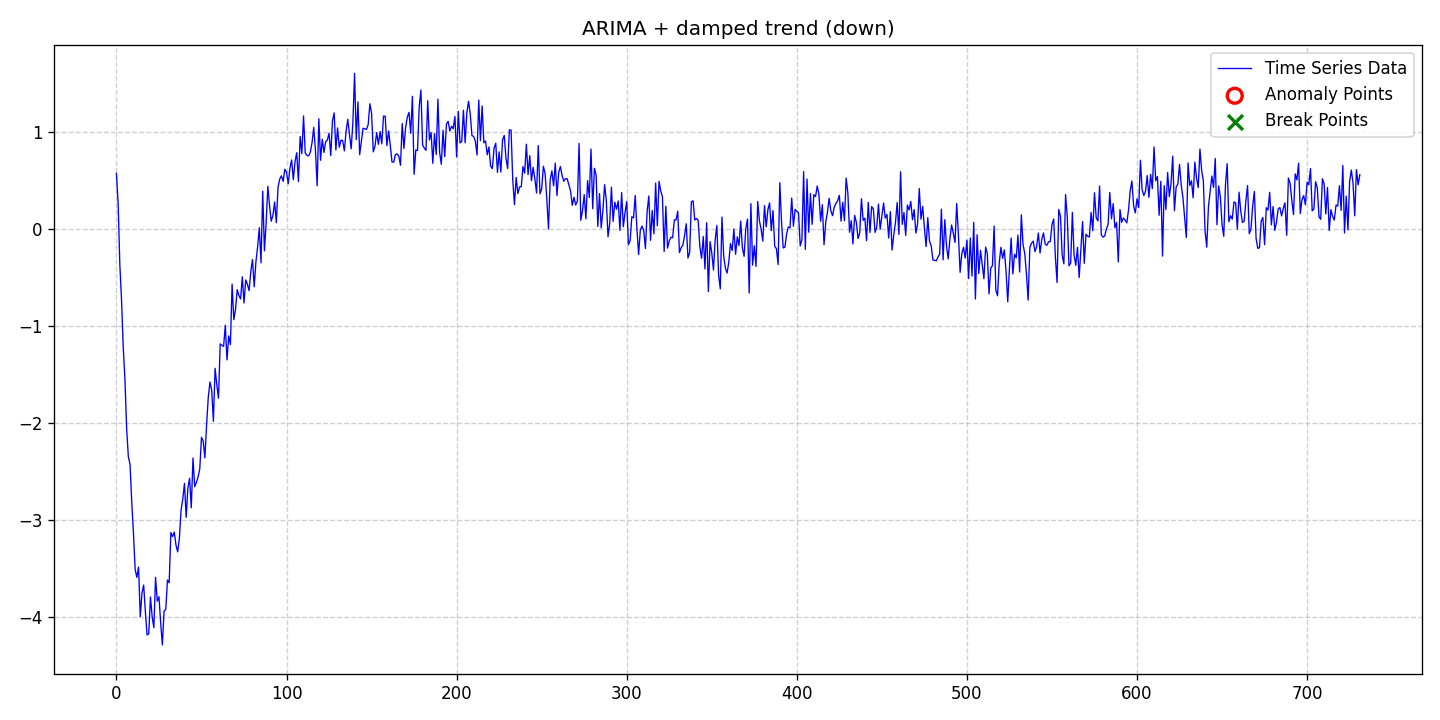 ARIMA + damped trend (down)
Time Series Data
Anomaly Points
Break Points
1
0
−1
−2
−3
−4
0 100 200 300 400 500 600 700